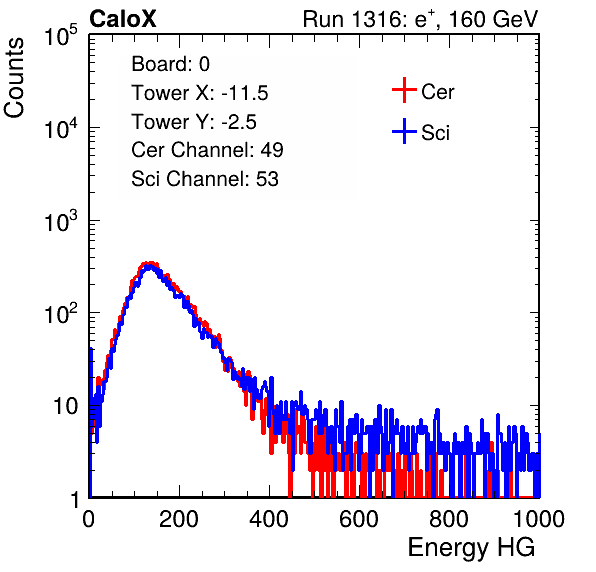 CaloX Run 1316: e⁺, 160 GeV
Counts
10⁵
10⁴
10³
10²
10
1
Board: 0
Tower X: -11.5
Tower Y: -2.5
Cer Channel: 49
Sci Channel: 53
Cer
Sci
0 200 400 600 800 1000
Energy HG